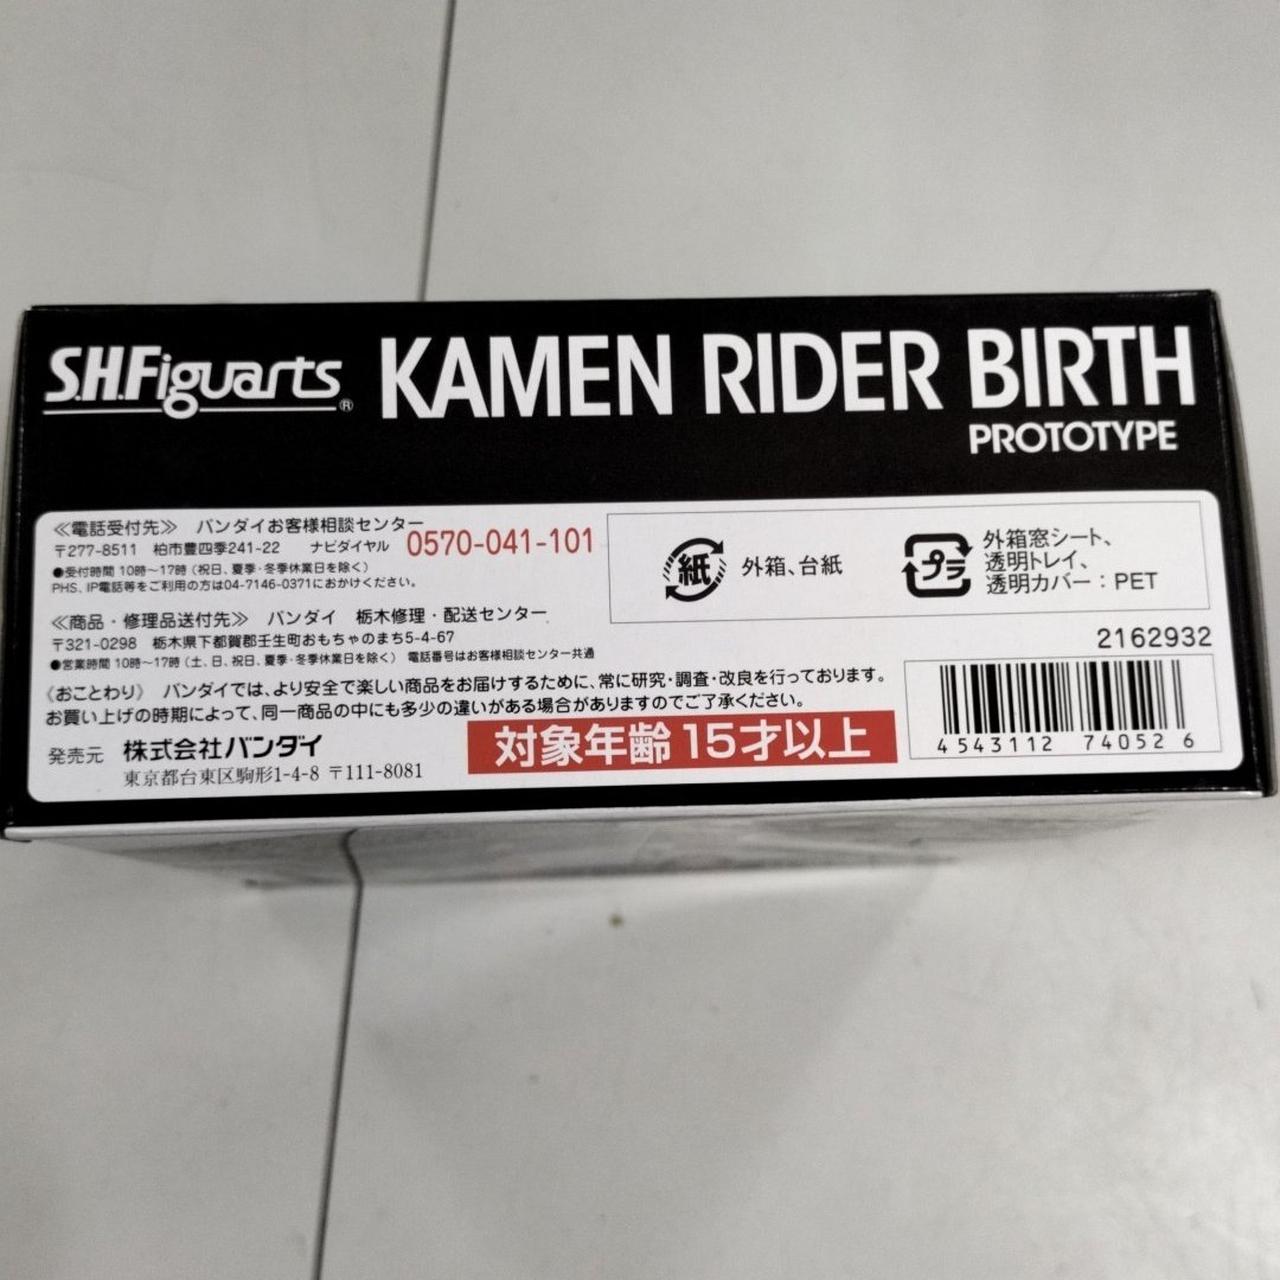 S.H.Figuarts® KAMEN RIDER BIRTH
PROTOTYPE
≪電話受付先≫ バンダイお客様相談センター
〒277-8511 柏市豊四季241-22 ナビダイヤル 0570-041-101
●受付時間 10時〜17時(祝日、夏季・冬季休業日を除く)
PHS、IP電話等をご利用の方は04-7146-0371におかけください。
≪商品・修理品送付先≫ バンダイ 栃木修理・配送センター
〒321-0298 栃木県下都賀郡壬生町おもちゃのまち5-4-67
●営業時間 10時〜17時(土、日、祝日、夏季・冬季休業日を除く) 電話番号はお客様相談センター共通
《おことわり》 バンダイでは、より安全で楽しい商品をお届けするために、常に研究・調査・改良を行っております。
お買い上げの時期によって、同一商品の中にも多少の違いがある場合がありますのでご了承ください。
発売元 株式会社バンダイ
東京都台東区駒形1-4-8 〒111-8081
対象年齢 15才以上
紙 外箱、台紙
プラ 外箱窓シート、
透明トレイ、
透明カバー:PET
2162932
4543112 740526